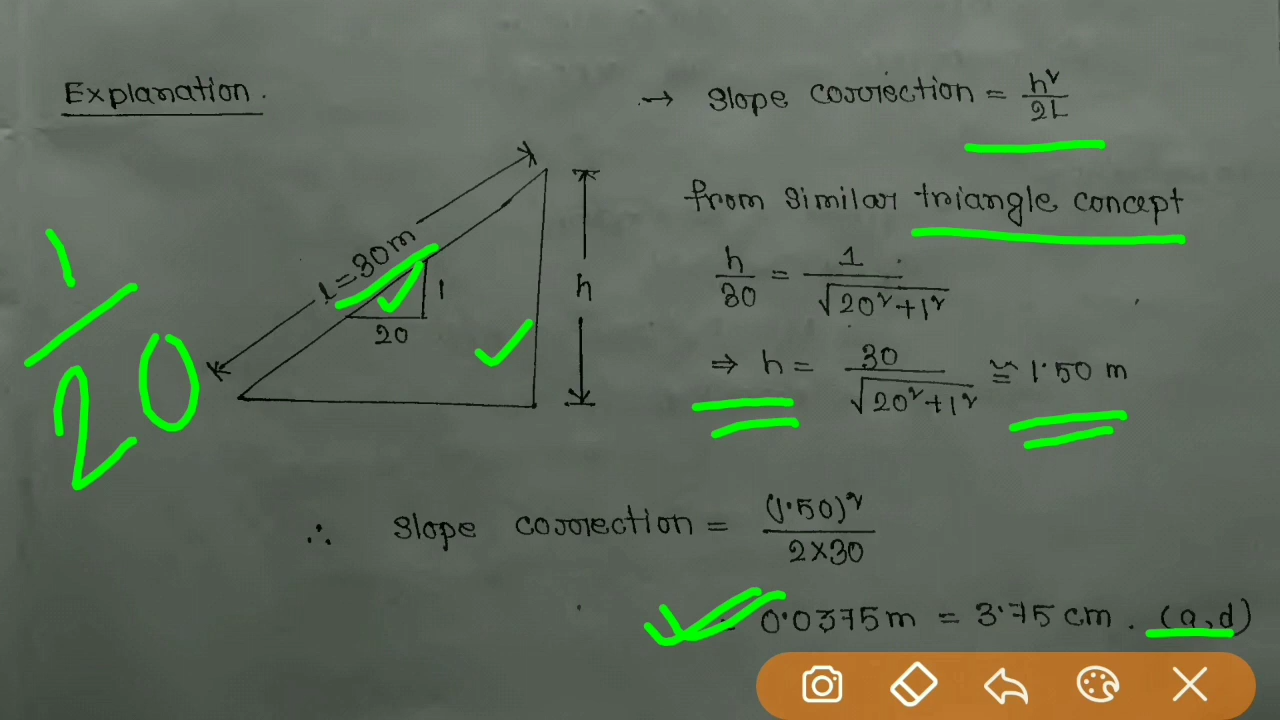 Explanation.
→ Slope correction = h²/2L
from similar triangle concept
h/30 = 1/√20²+1²
⇒ h = 30/√20²+1² ≅ 1.50 m
l=30m
1
20
h
1/20
∴ Slope correction = (1.50)²/2×30
= 0.0375m = 3.75 cm. (a,d)